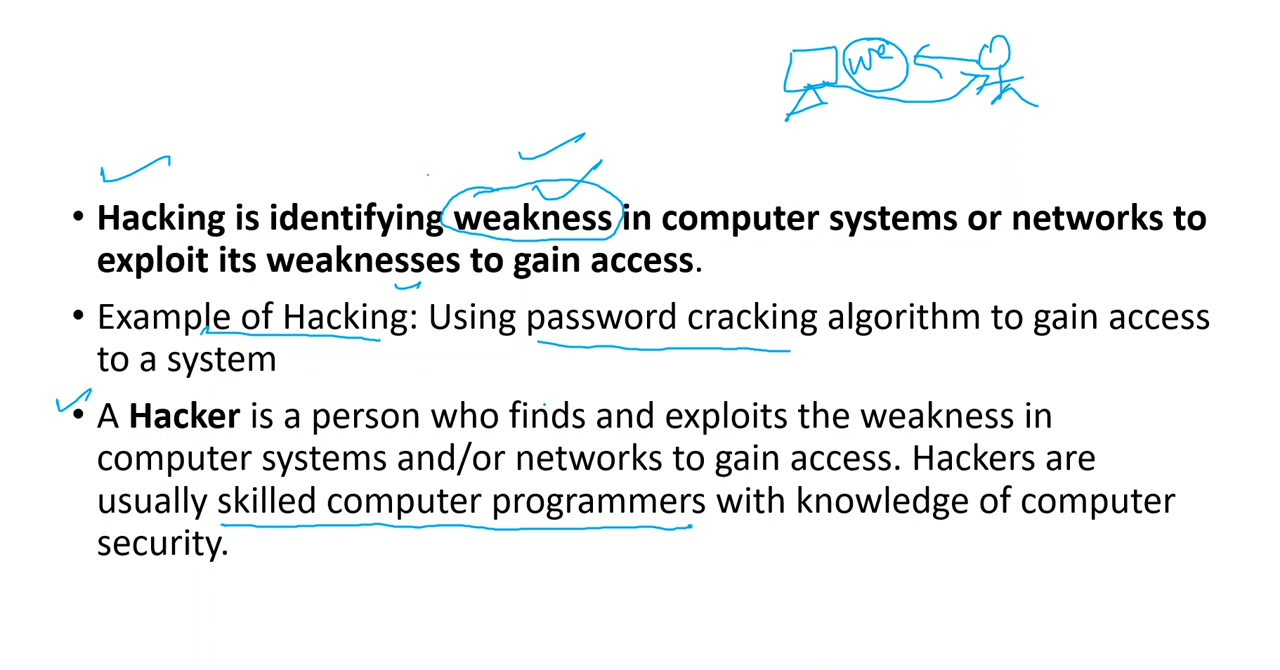 we
• Hacking is identifying weakness in computer systems or networks to
exploit its weaknesses to gain access.
• Example of Hacking: Using password cracking algorithm to gain access
to a system
• A Hacker is a person who finds and exploits the weakness in
computer systems and/or networks to gain access. Hackers are
usually skilled computer programmers with knowledge of computer
security.